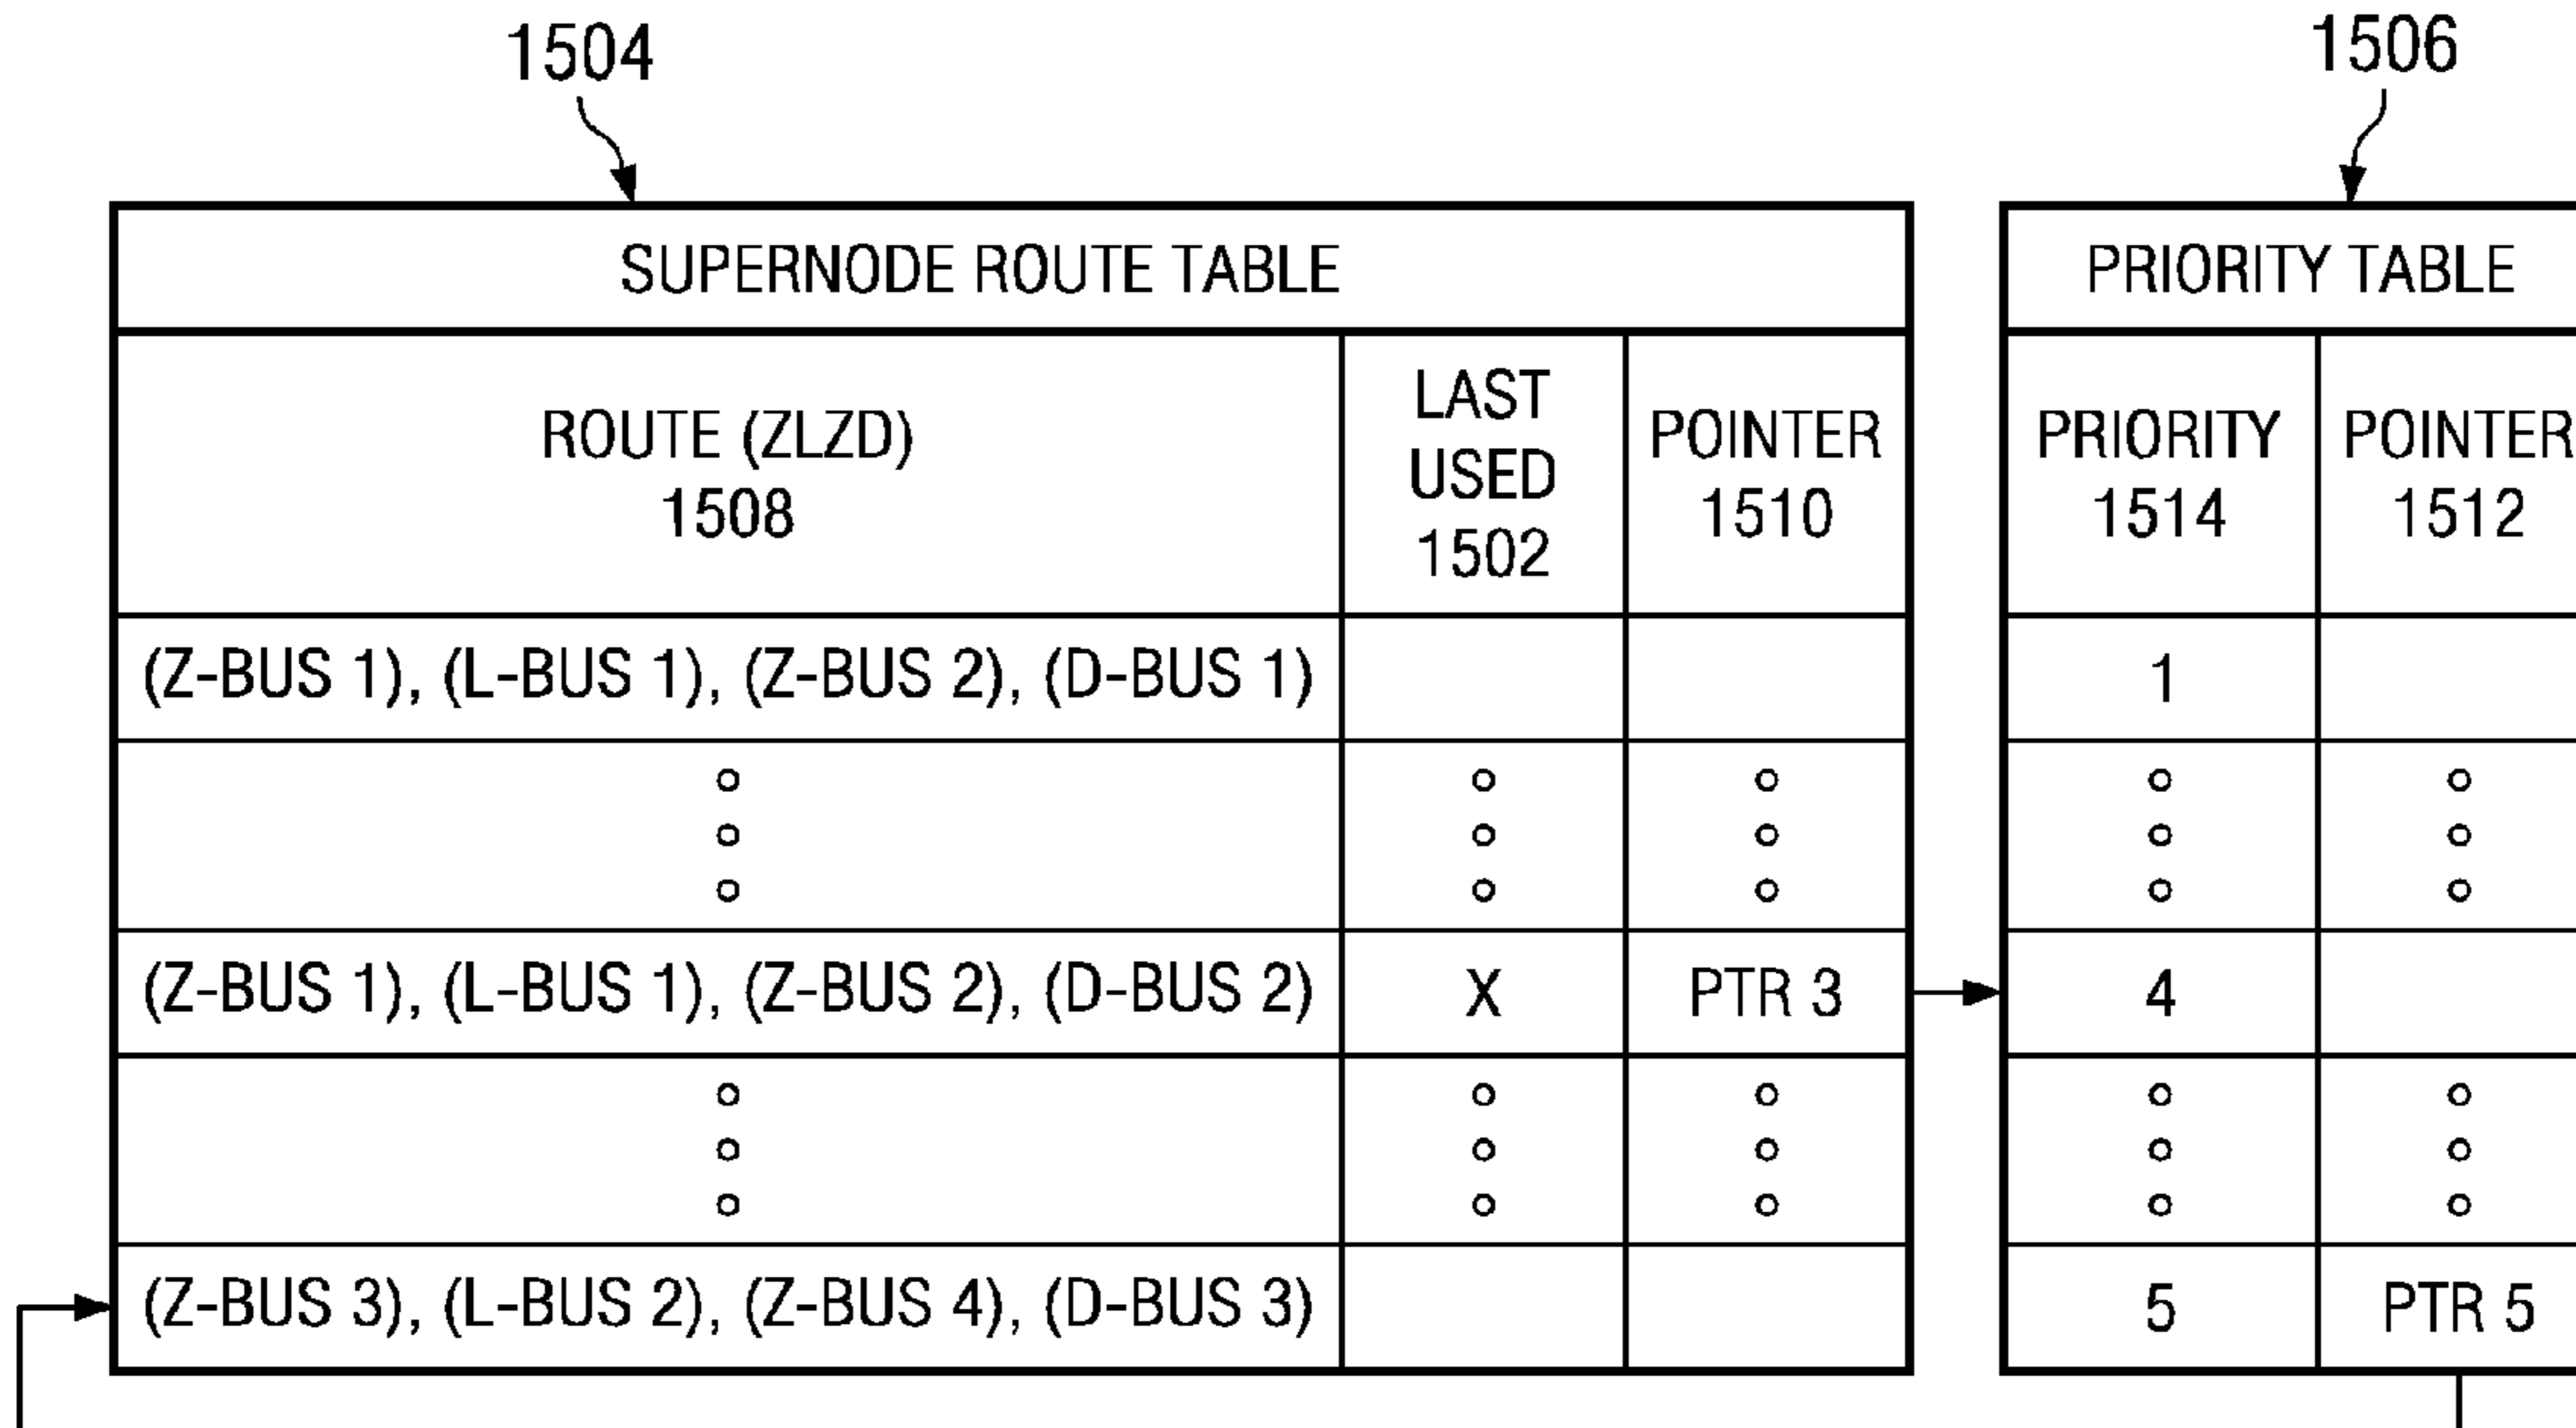 1504
1506
SUPERNODE ROUTE TABLE
PRIORITY TABLE
ROUTE (ZLZD)
1508
LAST
USED
1502
POINTER
1510
PRIORITY
1514
POINTER
1512
(Z-BUS 1), (L-BUS 1), (Z-BUS 2), (D-BUS 1)
1
(Z-BUS 1), (L-BUS 1), (Z-BUS 2), (D-BUS 2)
X
PTR 3
4
(Z-BUS 3), (L-BUS 2), (Z-BUS 4), (D-BUS 3)
5
PTR 5